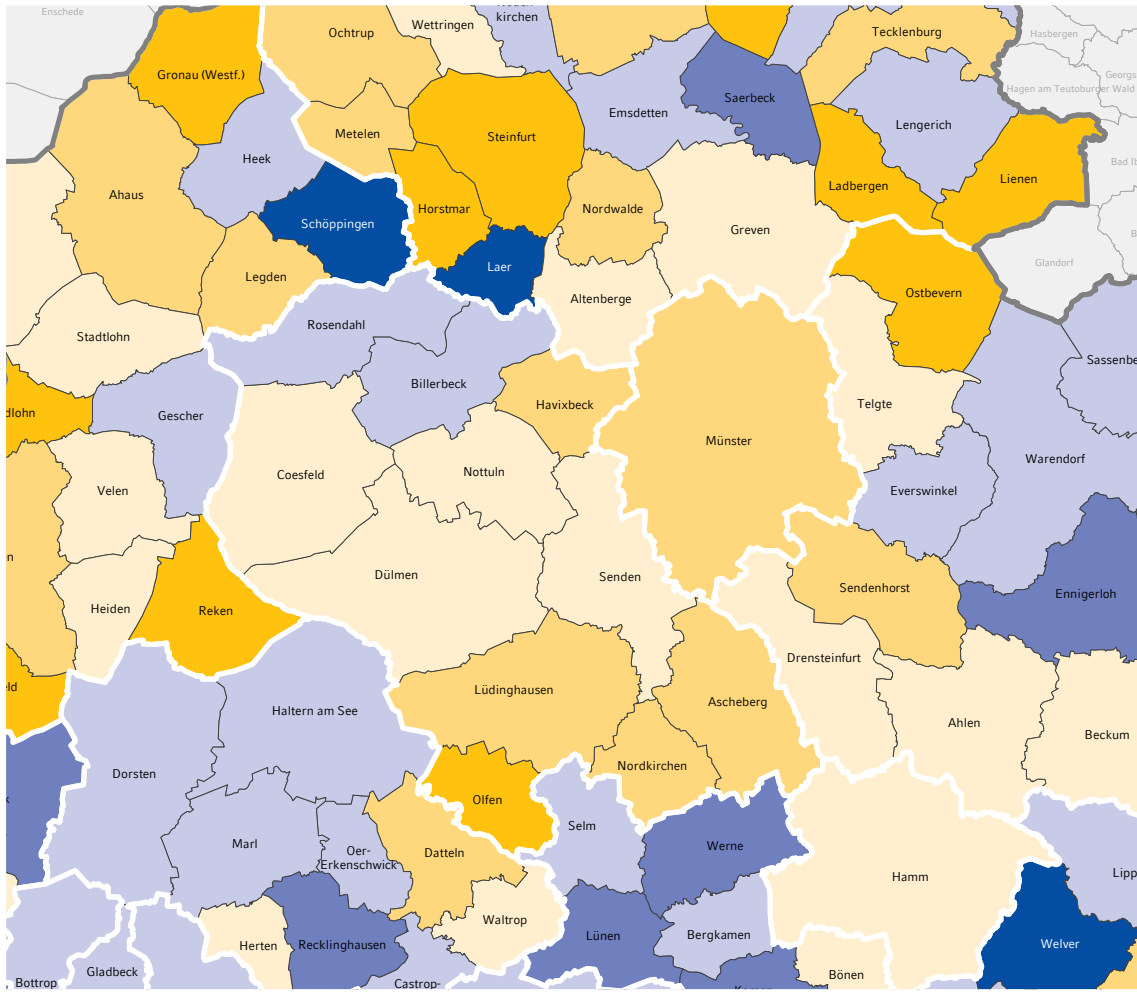 Enschede
Wettringen
kirchen
Ochtrup
Tecklenburg
Hasbergen
Gronau (Westf.)
Georgs
Hagen am Teutoburger Wald
Saerbeck
Emsdetten
Lengerich
Metelen
Steinfurt
Heek
Bad Ib
Lienen
Ladbergen
Ahaus
Horstmar
Nordwalde
Schöppingen
Greven
B
Laer
Glandorf
Legden
Ostbevern
Altenberge
Rosendahl
Stadtlohn
Sassenbe
Billerbeck
Havixbeck
Telgte
dlohn
Gescher
Münster
Warendorf
Coesfeld
Nottuln
Velen
Everswinkel
en
Dülmen
Senden
Sendenhorst
Ennigerloh
Heiden
Reken
Drensteinfurt
eld
Lüdinghausen
Ascheberg
Haltern am See
Ahlen
Beckum
Nordkirchen
Dorsten
Olfen
k
Selm
Marl
Oer-
Erkenschwick
Datteln
Werne
Hamm
Lipp
Waltrop
Herten
Recklinghausen
Lünen
Bergkamen
Welver
Gladbeck
Bönen
Bottrop
Castrop-